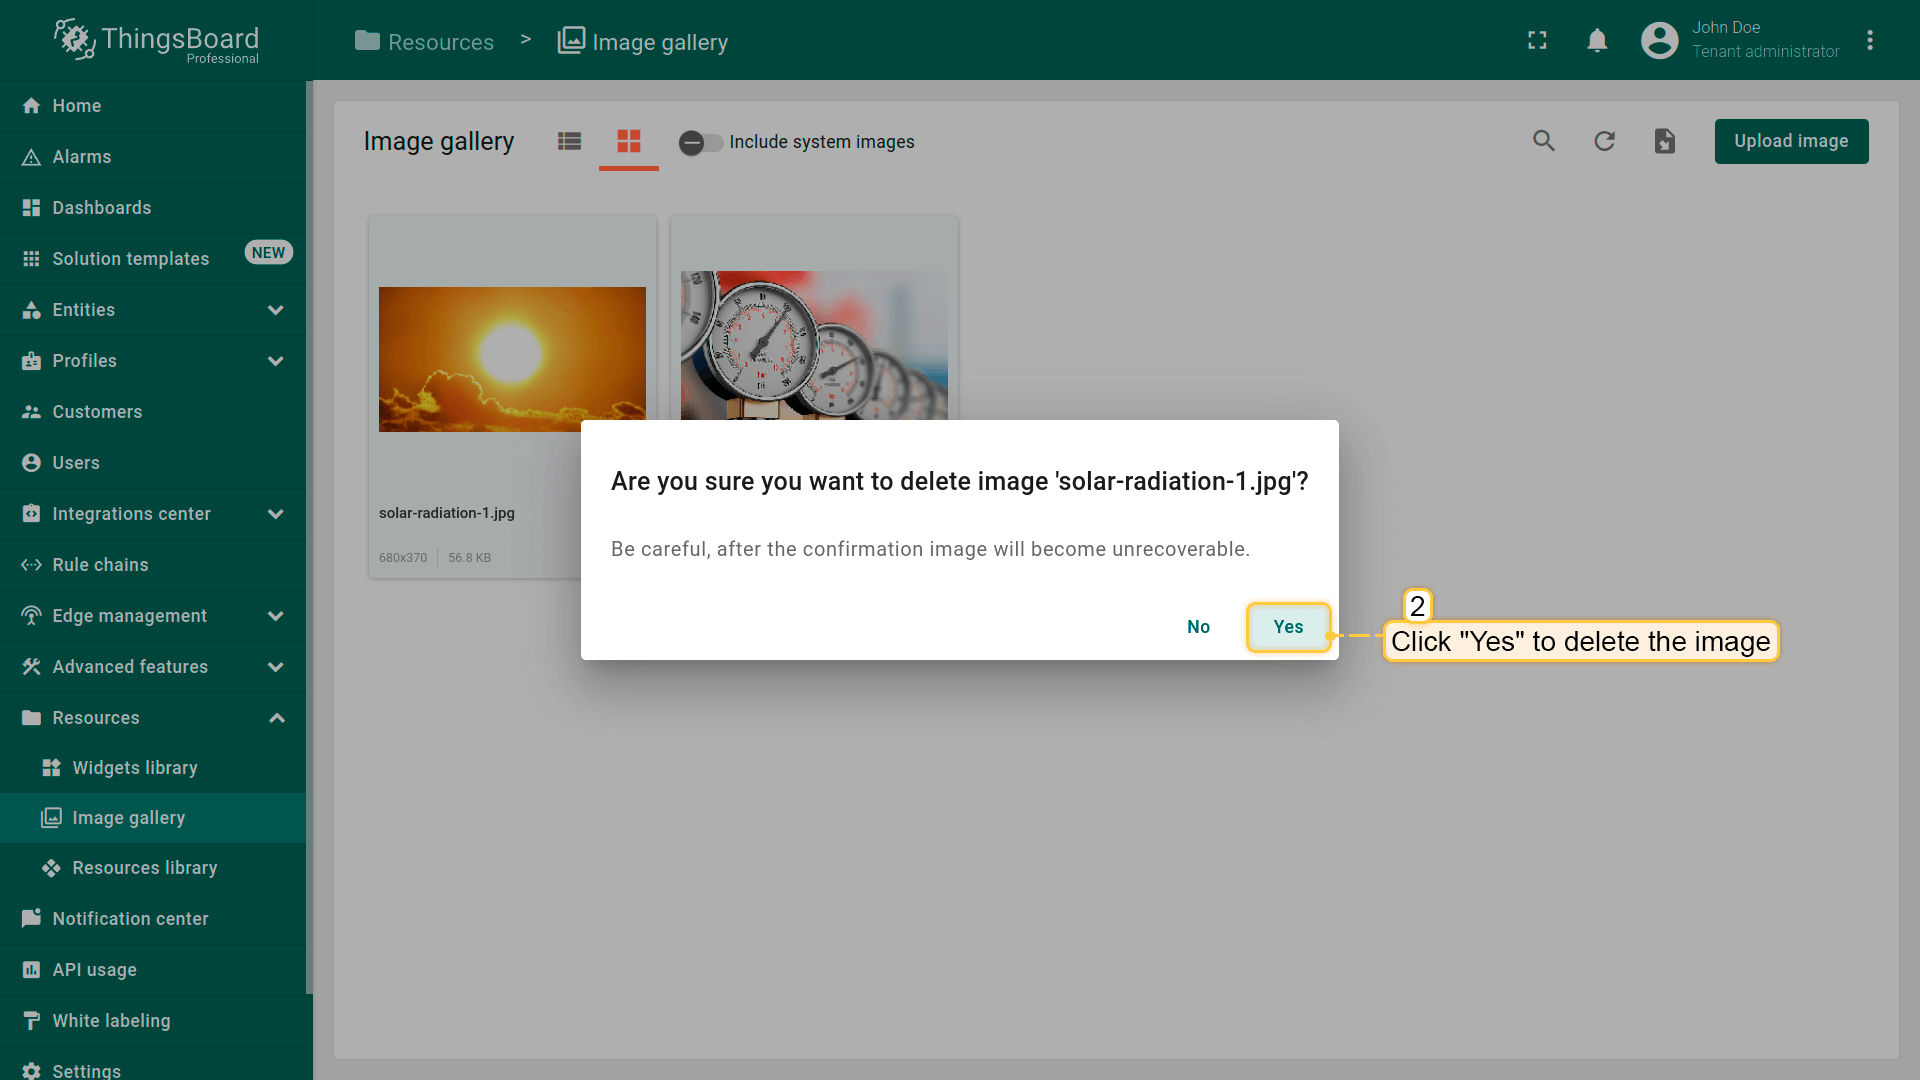 ThingsBoard
Professional
Resources > Image gallery
John Doe
Tenant administrator
Home
Alarms
Dashboards
Solution templates NEW
Entities
Profiles
Customers
Users
Integrations center
Rule chains
Edge management
Advanced features
Resources
Widgets library
Image gallery
Resources library
Notification center
API usage
White labeling
Settings
Image gallery
Include system images
Upload image
solar-radiation-1.jpg
680x370 56.8 KB
Are you sure you want to delete image 'solar-radiation-1.jpg'?
Be careful, after the confirmation image will become unrecoverable.
No
Yes
2
Click "Yes" to delete the image